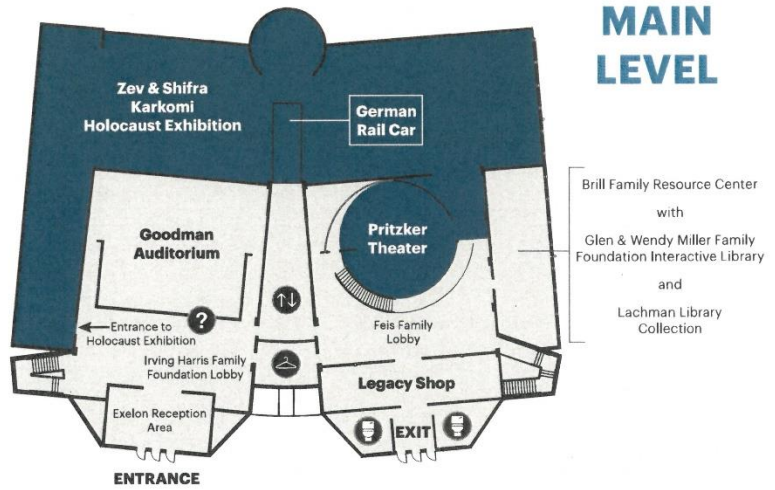 MAIN
LEVEL
Zev & Shifra
Karkomi
Holocaust Exhibition
German
Rail Car
Goodman
Auditorium
Pritzker
Theater
Brill Family Resource Center
with
Glen & Wendy Miller Family
Foundation Interactive Library
and
Lachman Library
Collection
?
Entrance to
Holocaust Exhibition
Feis Family
Lobby
Irving Harris Family
Foundation Lobby
Legacy Shop
Exelon Reception
Area
EXIT
ENTRANCE